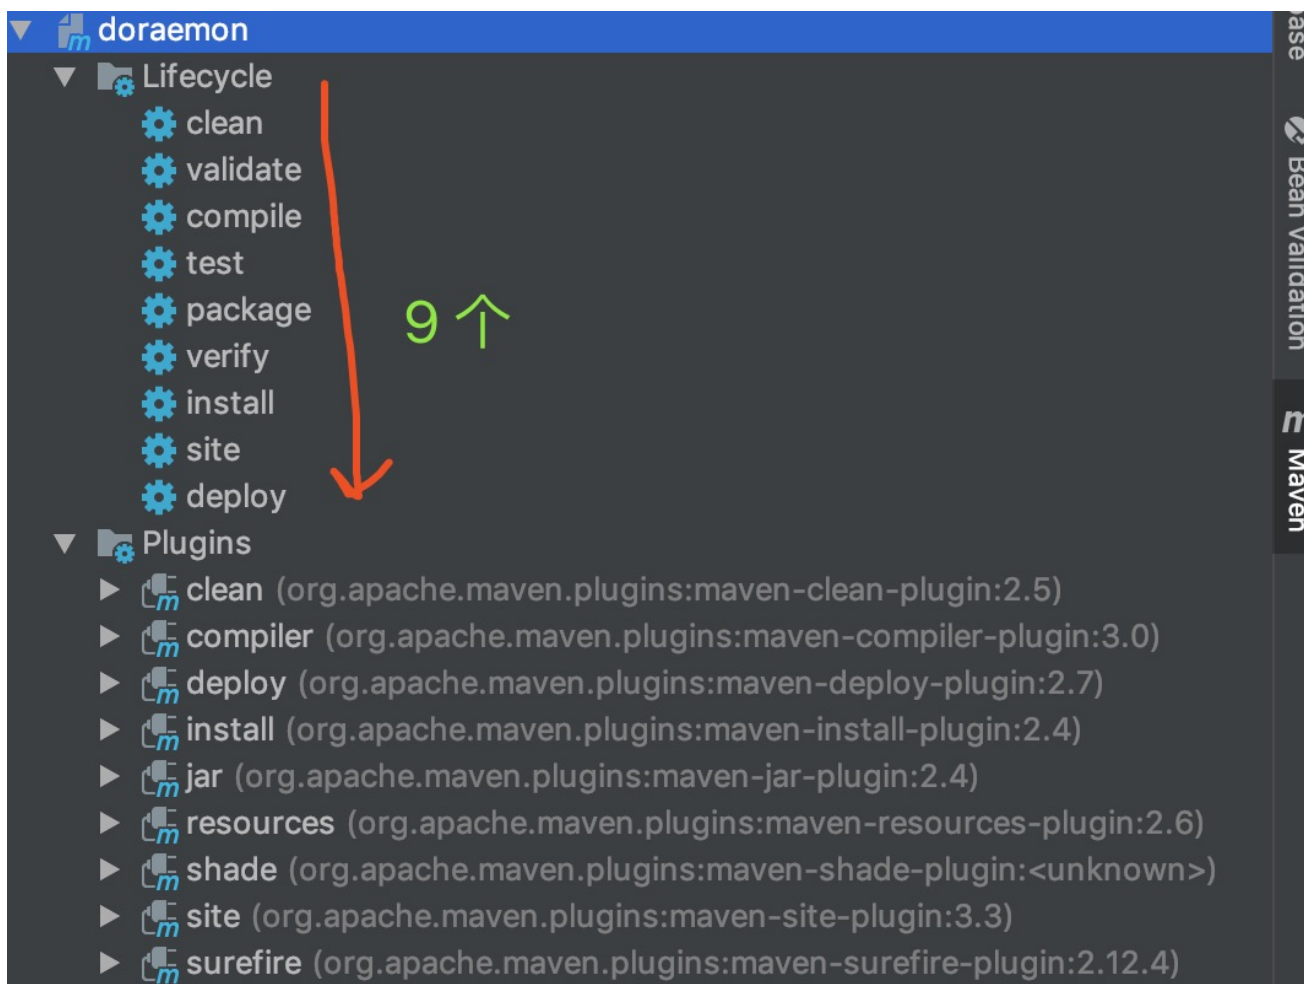 doraemon
Lifecycle
clean
validate
compile
test
package
verify
install
site
deploy
9个
Plugins
clean (org.apache.maven.plugins:maven-clean-plugin:2.5)
compiler (org.apache.maven.plugins:maven-compiler-plugin:3.0)
deploy (org.apache.maven.plugins:maven-deploy-plugin:2.7)
install (org.apache.maven.plugins:maven-install-plugin:2.4)
jar (org.apache.maven.plugins:maven-jar-plugin:2.4)
resources (org.apache.maven.plugins:maven-resources-plugin:2.6)
shade (org.apache.maven.plugins:maven-shade-plugin:<unknown>)
site (org.apache.maven.plugins:maven-site-plugin:3.3)
surefire (org.apache.maven.plugins:maven-surefire-plugin:2.12.4)
Bean Validation
Maven